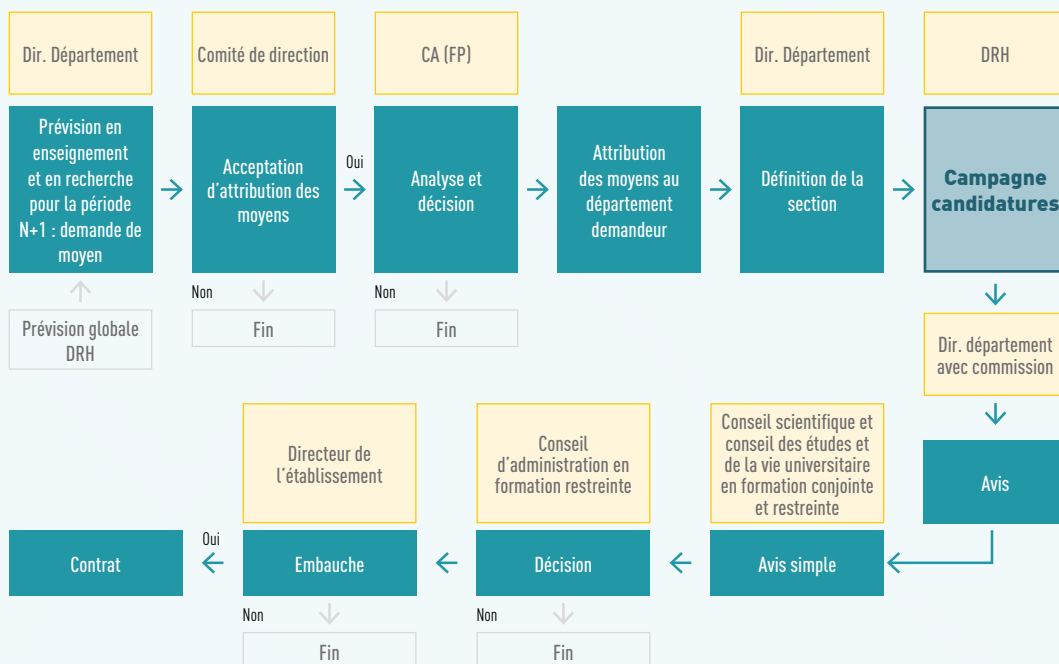 Dir. Département
Comité de direction
CA (FP)
Dir. Département
DRH
Prévision en
enseignement
et en recherche
pour la période
N+1 : demande de
moyen
Acceptation
d'attribution des
moyens
Oui
Analyse et
décision
Attribution
des moyens au
département
demandeur
Définition de la
section
Campagne
candidatures
Prévision globale
DRH
Non
Fin
Non
Fin
Dir. département
avec commission
Avis
Conseil scientifique et
conseil des études et
de la vie universitaire
en formation conjointe
et restreinte
Avis simple
Conseil
d'administration en
formation restreinte
Décision
Non
Fin
Directeur de
l'établissement
Embauche
Non
Fin
Oui
Contrat